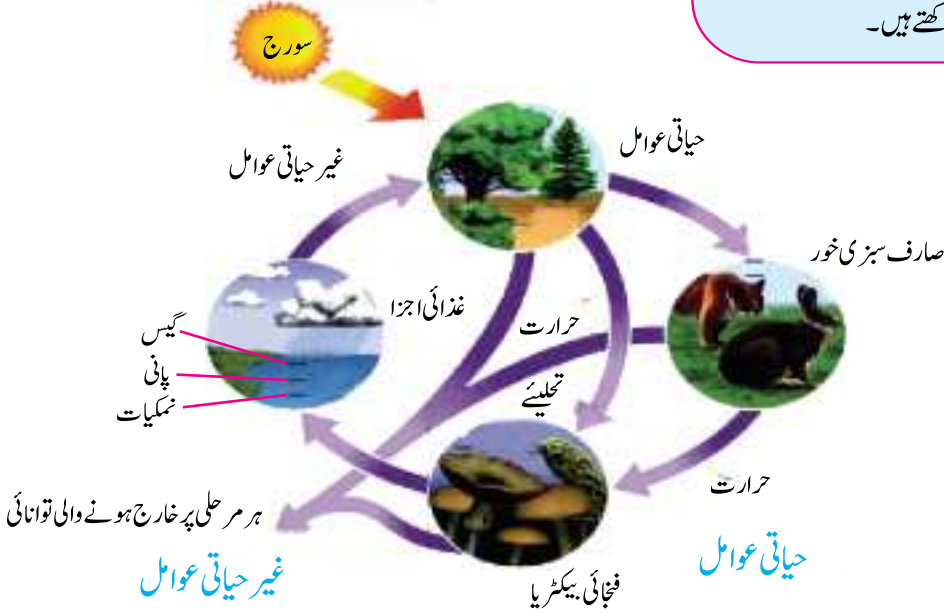 کھتے ہیں۔
سورج
حیاتی عوامل
غیر حیاتی عوامل
صارف سبزی خور
غذائی اجزا
حرارت
گیس
پانی
نمکیات
تحلیئے
حرارت
ہر مرحلی پر خارج ہونے والی توانائی
حیاتی عوامل
غیر حیاتی عوامل
فنجائی بیکٹریا